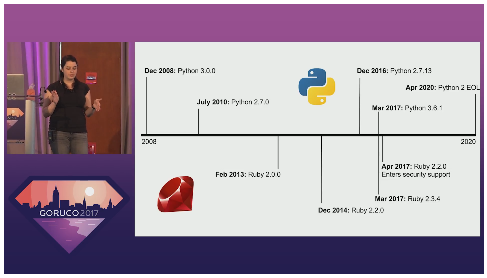 Dec 2008: Python 3.0.0
Dec 2016: Python 2.7.13
Apr 2020: Python 2 EOL
July 2010: Python 2.7.0
Mar 2017: Python 3.6.1
2008
2020
Feb 2013: Ruby 2.0.0
Apr 2017: Ruby 2.2.0
Enters security support
Mar 2017: Ruby 2.3.4
Dec 2014: Ruby 2.2.0
GORUCO 2017